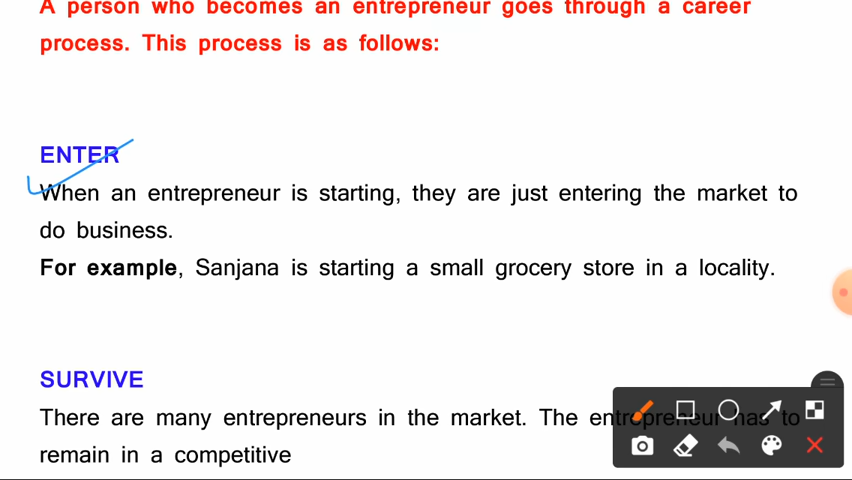 A person who becomes an entrepreneur goes through a career
process. This process is as follows:
ENTER
When an entrepreneur is starting, they are just entering the market to
do business.
For example, Sanjana is starting a small grocery store in a locality.
SURVIVE
There are many entrepreneurs in the market. The entrepreneur has to
remain in a competitive